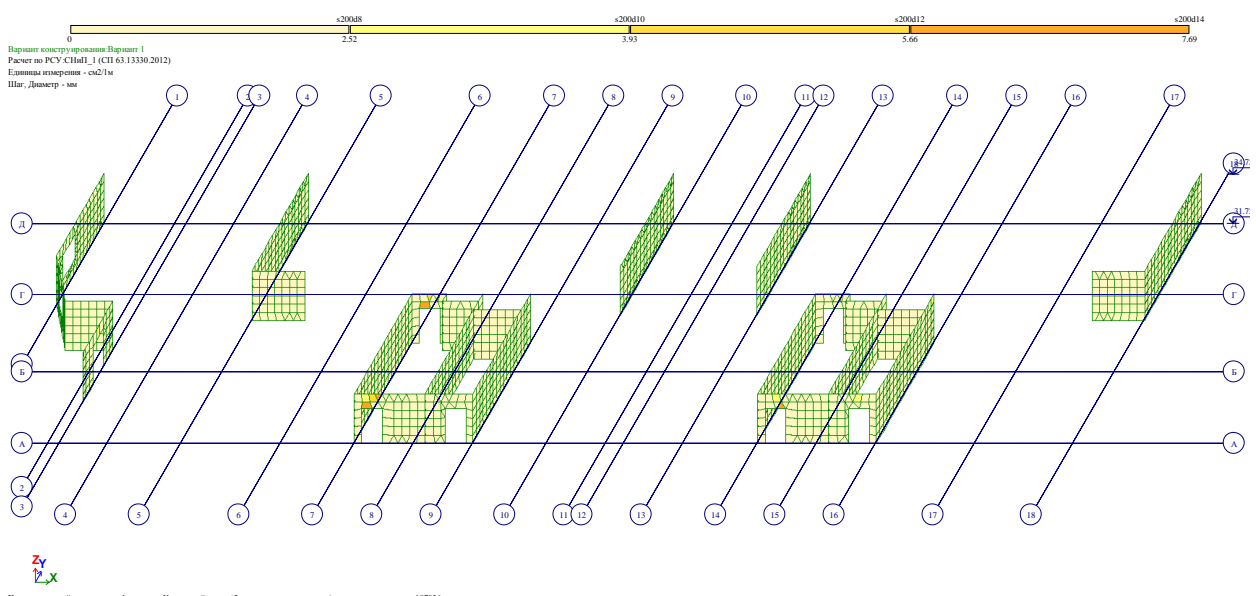 s200d8 s200d10 s200d12 s200d14
0 2.52 3.93 5.66 7.69
Вариант конструирования:Вариант 1
Расчет по РСУ:СНиП_1 (СП 63.13330.2012)
Единицы измерения - см2/1м
Шаг, Диаметр - мм
1 2 3 4 5 6 7 8 9 10 11 12 13 14 15 16 17
Д
Г Г
Б Б
А А
2
3 4 5 6 7 8 9 10 11 12 13 14 15 16 17 18
Z Y X